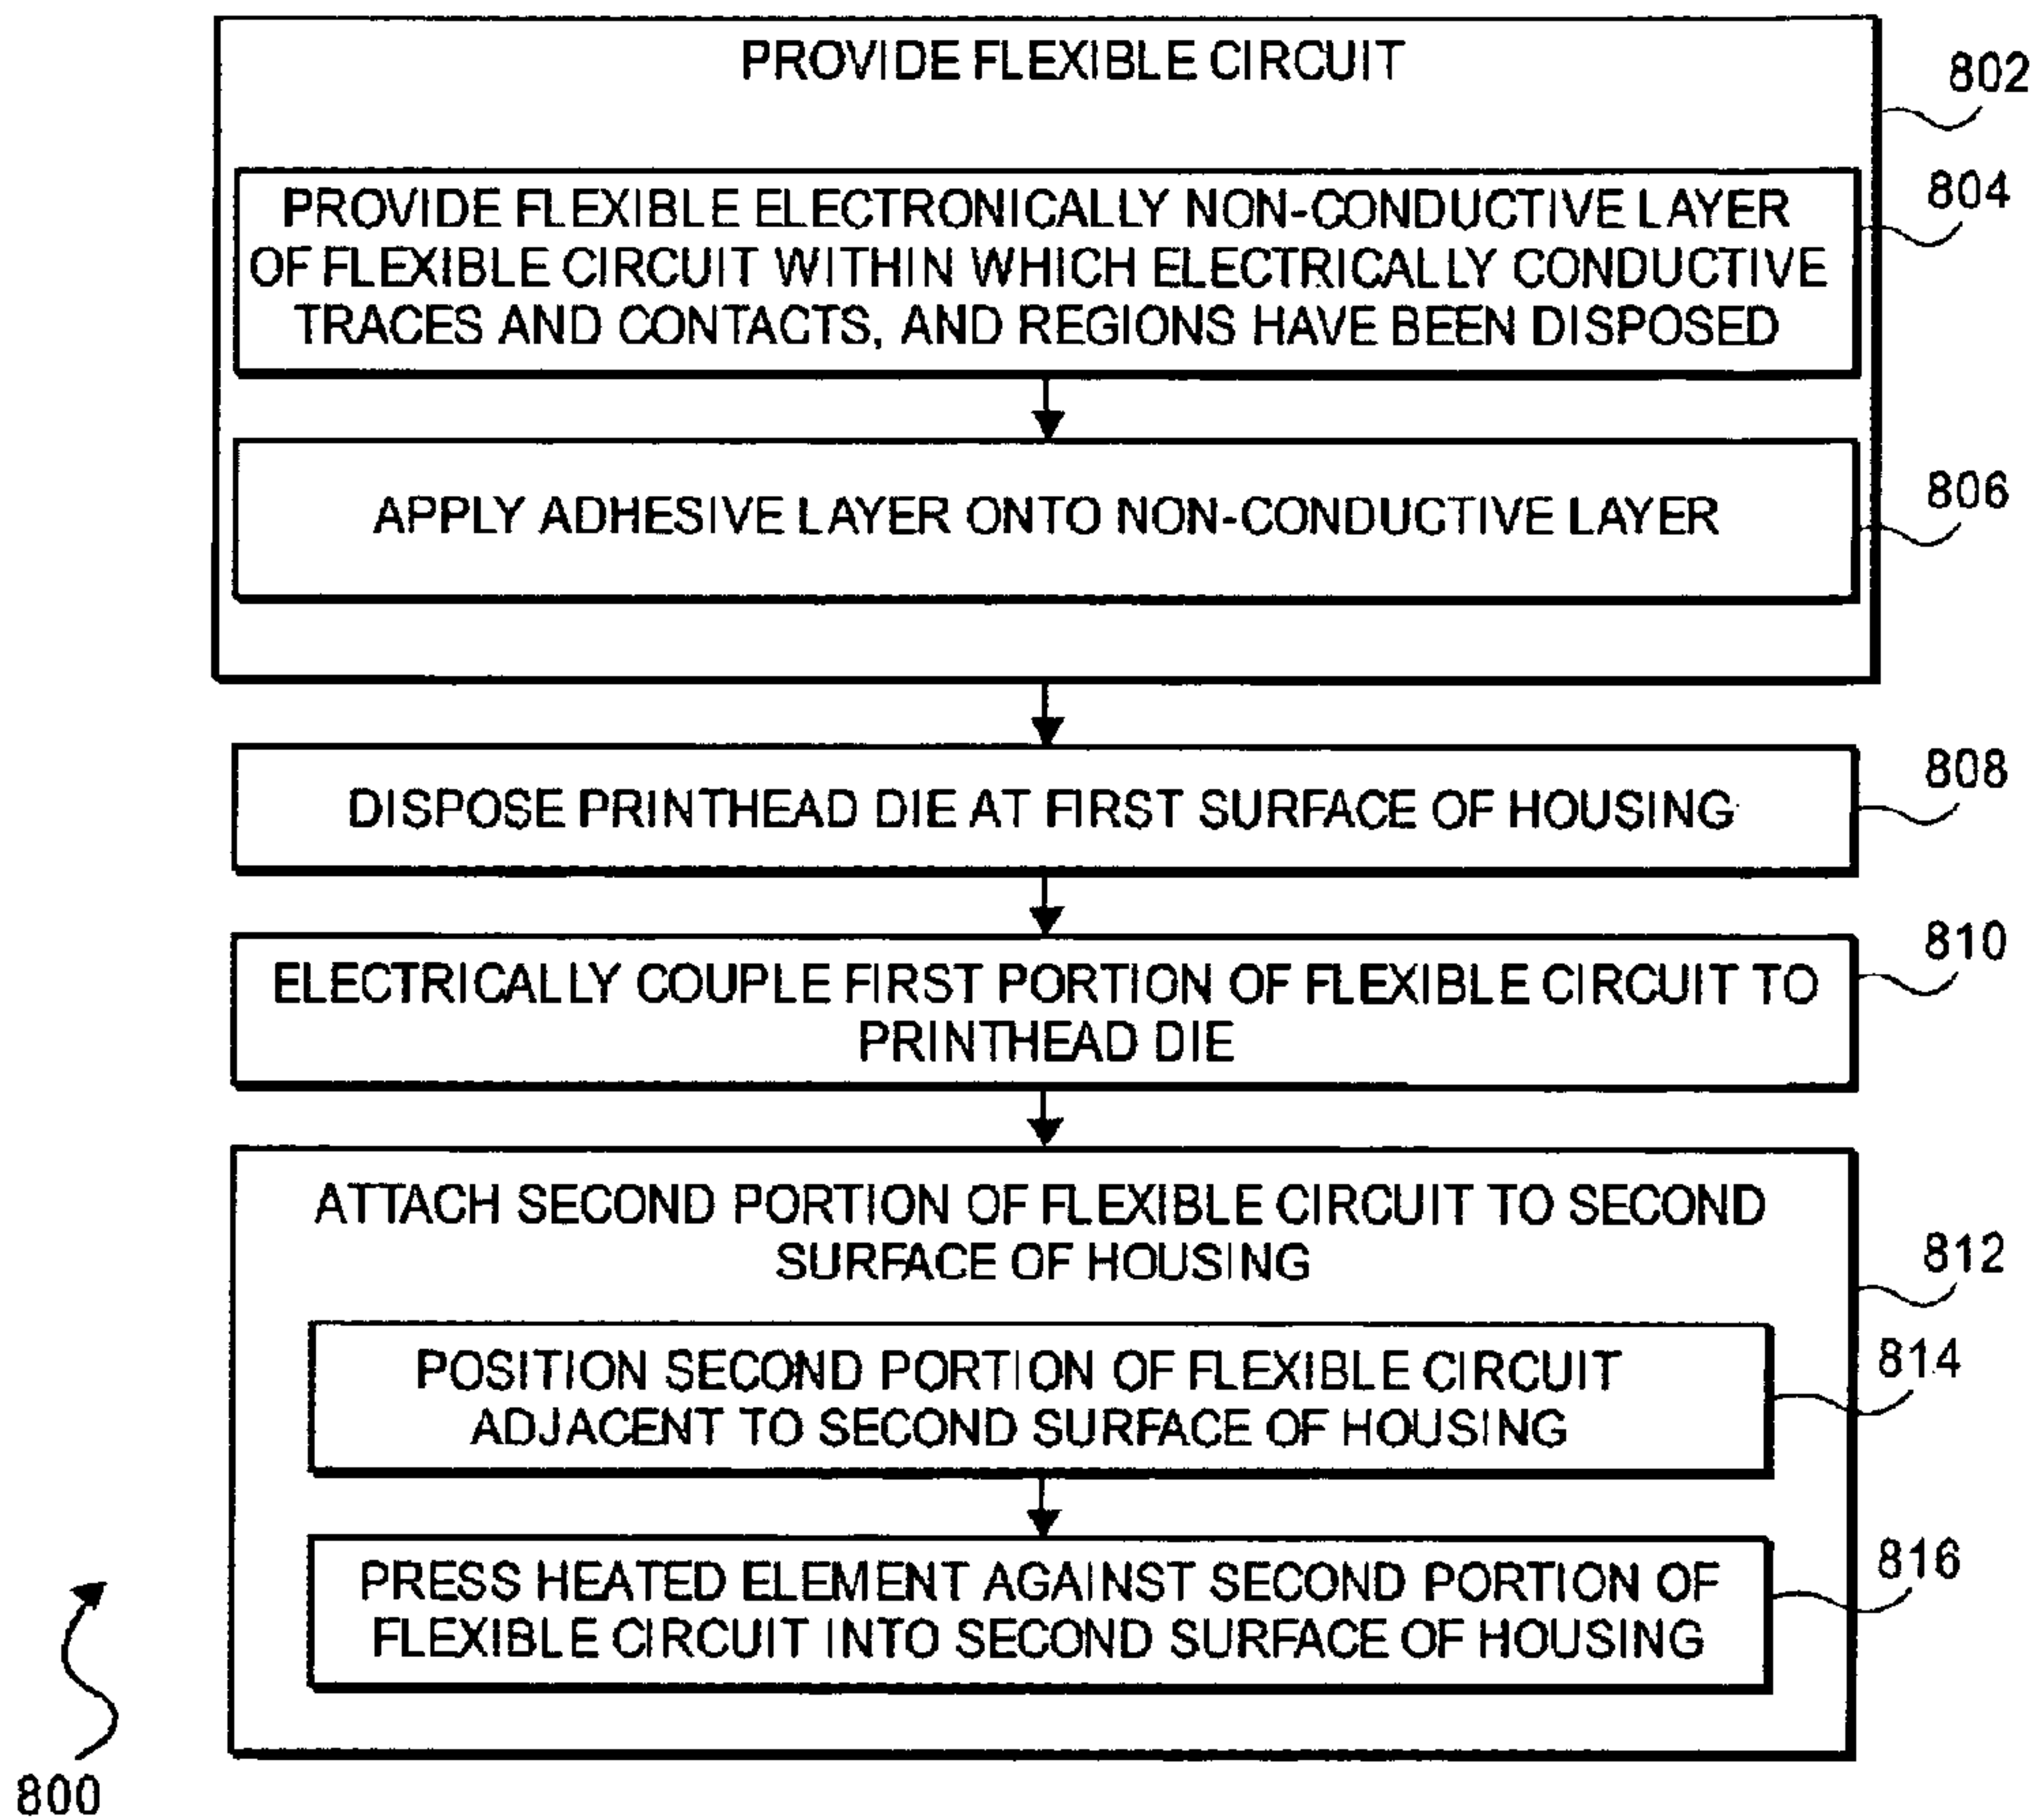 PROVIDE FLEXIBLE CIRCUIT
802
PROVIDE FLEXIBLE ELECTRONICALLY NON-CONDUCTIVE LAYER
OF FLEXIBLE CIRCUIT WITHIN WHICH ELECTRICALLY CONDUCTIVE
TRACES AND CONTACTS, AND REGIONS HAVE BEEN DISPOSED
804
APPLY ADHESIVE LAYER ONTO NON-CONDUCTIVE LAYER
806
DISPOSE PRINTHEAD DIE AT FIRST SURFACE OF HOUSING
808
ELECTRICALLY COUPLE FIRST PORTION OF FLEXIBLE CIRCUIT TO
PRINTHEAD DIE
810
ATTACH SECOND PORTION OF FLEXIBLE CIRCUIT TO SECOND
SURFACE OF HOUSING
812
POSITION SECOND PORTION OF FLEXIBLE CIRCUIT
ADJACENT TO SECOND SURFACE OF HOUSING
814
PRESS HEATED ELEMENT AGAINST SECOND PORTION OF
FLEXIBLE CIRCUIT INTO SECOND SURFACE OF HOUSING
816
800